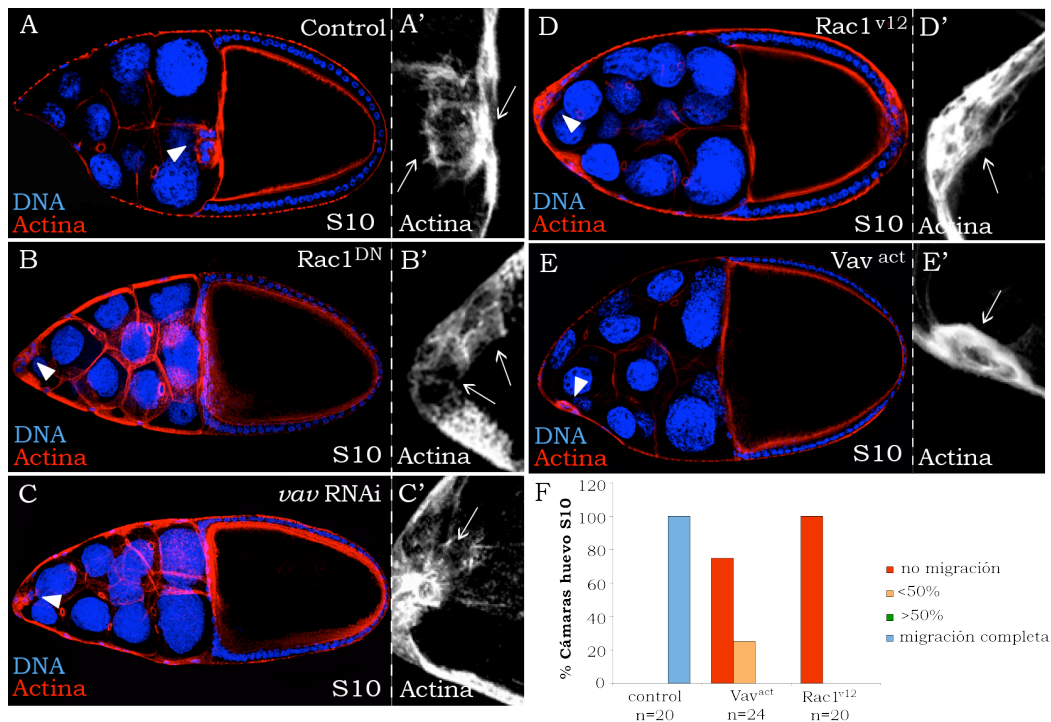 A Control A'
DNA
Actina S10 Actina
B Rac1DN B'
DNA
Actina S10 Actina
C vav RNAi C'
DNA
Actina S10 Actina
D Rac1v12 D'
DNA
Actina S10 Actina
E Vav act E'
DNA
Actina S10 Actina
F
% Cámaras huevo S10
120
100
80
60
40
20
0
control Vavact Rac1v12
n=20 n=24 n=20
no migración
<50%
>50%
migración completa